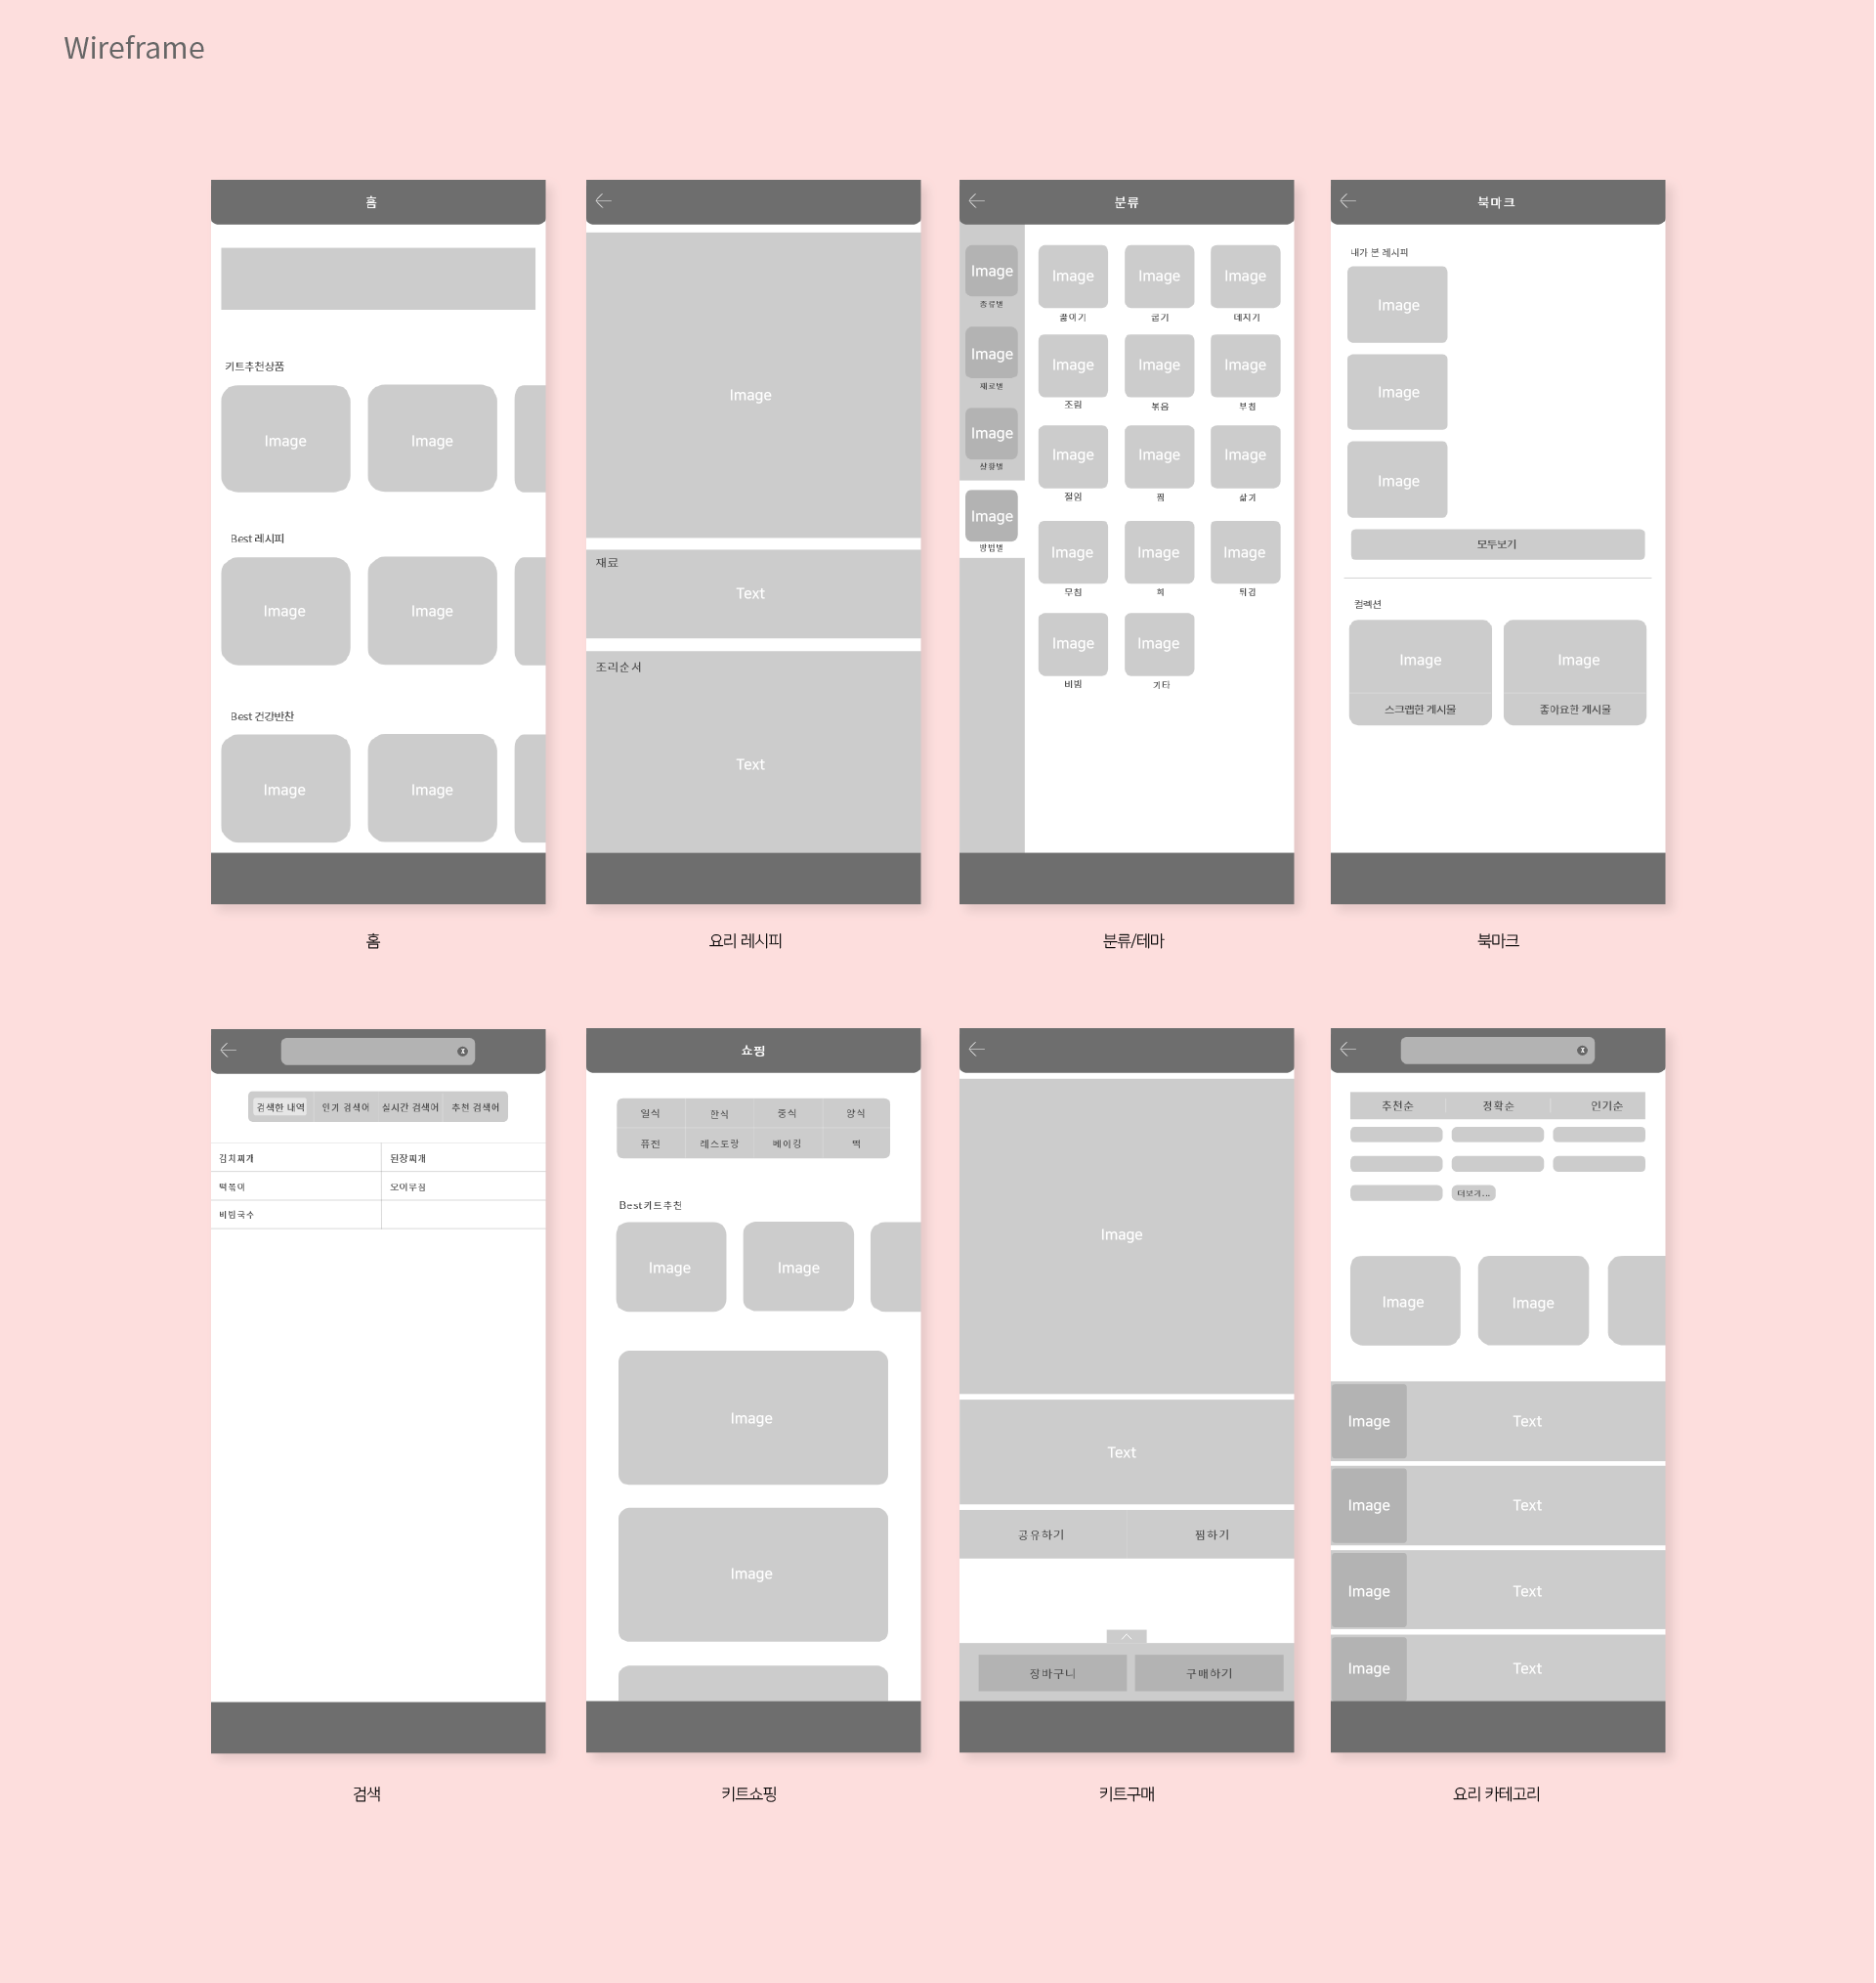 Wireframe
홈
키트추천상품
Image
Image
Best 레시피
Image
Image
Best 건강반찬
Image
Image
홈
Image
재료
Text
조리순서
Text
요리 레시피
분류
Image
종류별
Image
재료별
Image
상황별
Image
방법별
Image Image Image
끓이기 굽기 데치기
Image Image Image
조림 볶음 부침
Image Image Image
절임 찜 삶기
Image Image Image
무침 회 튀김
Image Image
비빔 기타
분류/테마
북마크
내가 본 레시피
Image
Image
Image
모두보기
컬렉션
Image Image
스크랩한 게시물 좋아요한 게시물
북마크
x
검색한 내역 인기 검색어 실시간 검색어 추천 검색어
김치찌개 된장찌개
떡볶이 오이무침
비빔국수
검색
쇼핑
일식 한식 중식 양식
퓨전 레스토랑 베이킹 떡
Best키트추천
Image Image
Image
Image
키트쇼핑
Image
Text
공유하기 찜하기
장바구니 구매하기
키트구매
x
추천순 정확순 인기순
더보기...
Image Image
Image Text
Image Text
Image Text
Image Text
요리 카테고리